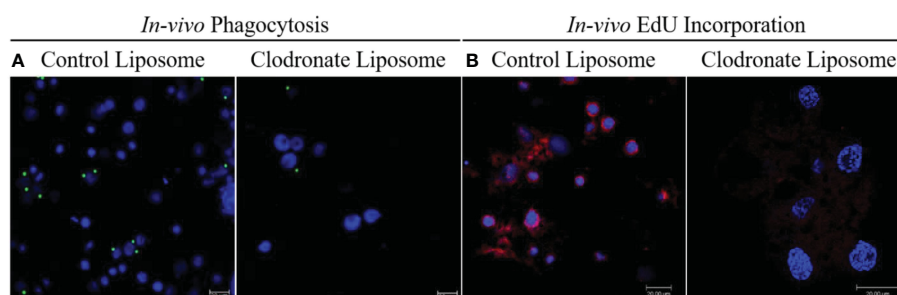 In-vivo Phagocytosis
In-vivo EdU Incorporation
A Control Liposome
Clodronate Liposome
B Control Liposome
Clodronate Liposome
20.00 µm
20.00 µm